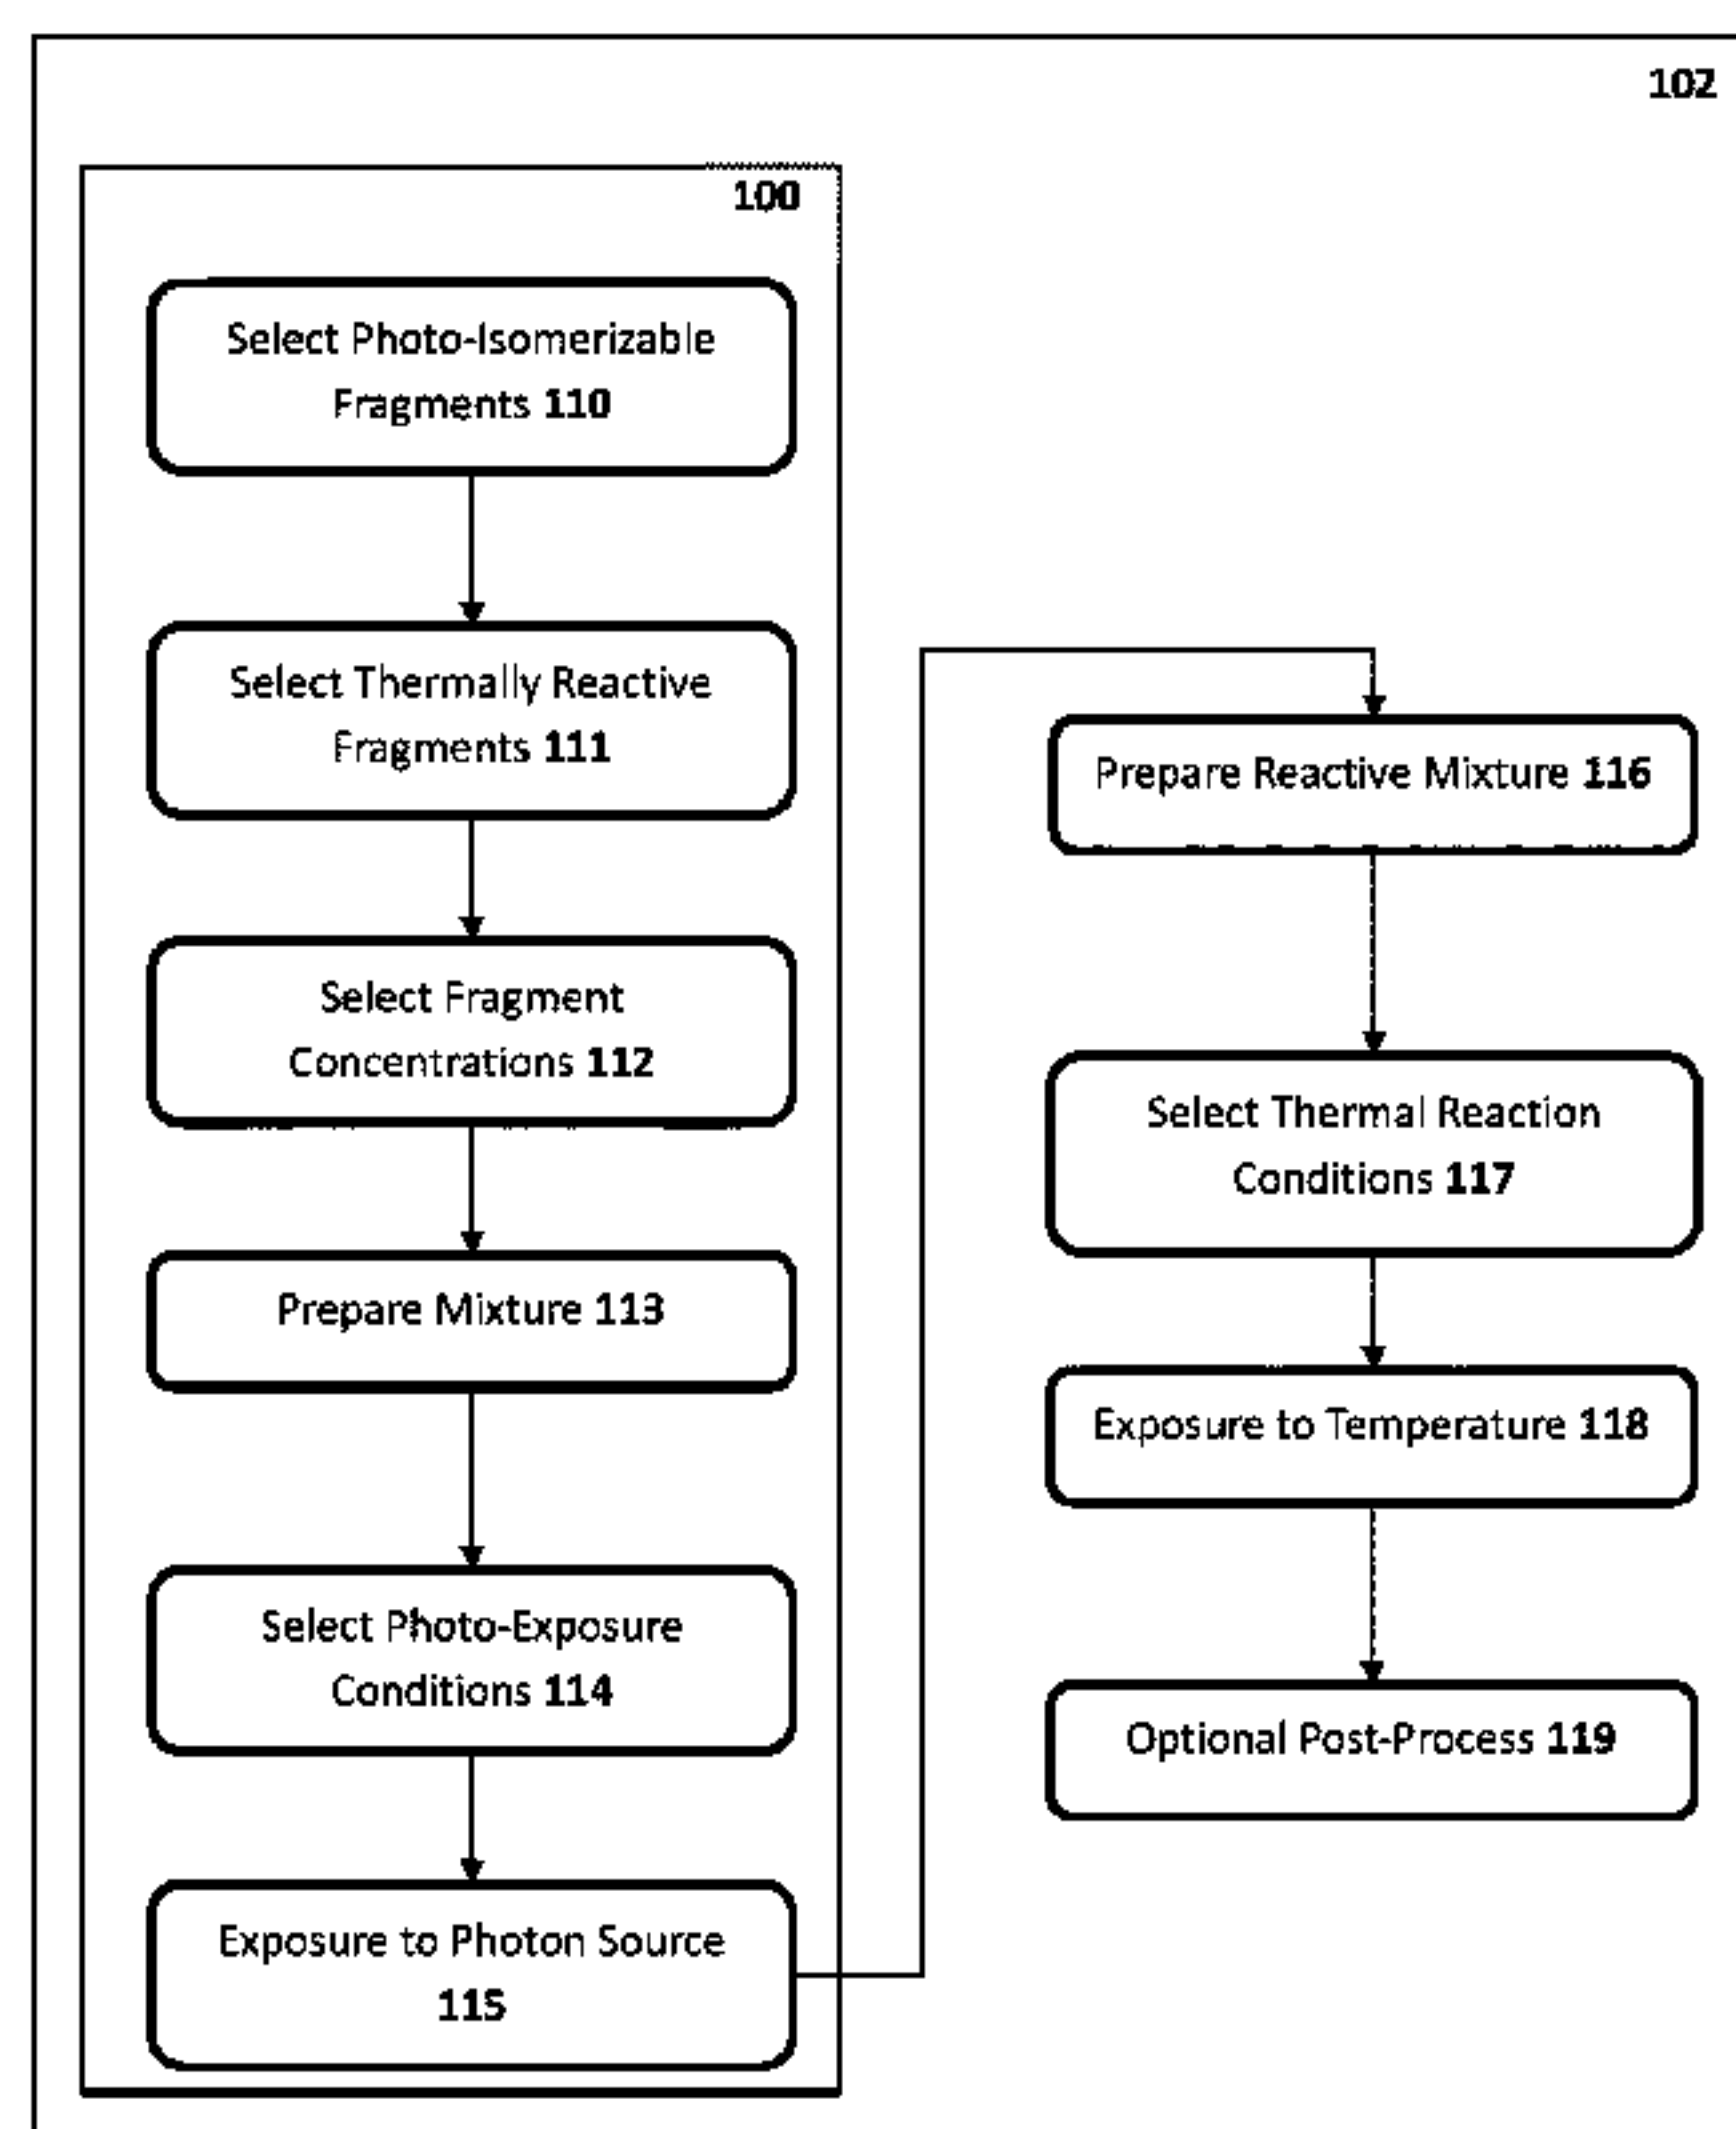 102
100
Select Photo-Isomerizable
Fragments 110
Select Thermally Reactive
Fragments 111
Select Fragment
Concentrations 112
Prepare Mixture 113
Select Photo-Exposure
Conditions 114
Exposure to Photon Source
115
Prepare Reactive Mixture 116
Select Thermal Reaction
Conditions 117
Exposure to Temperature 118
Optional Post-Process 119